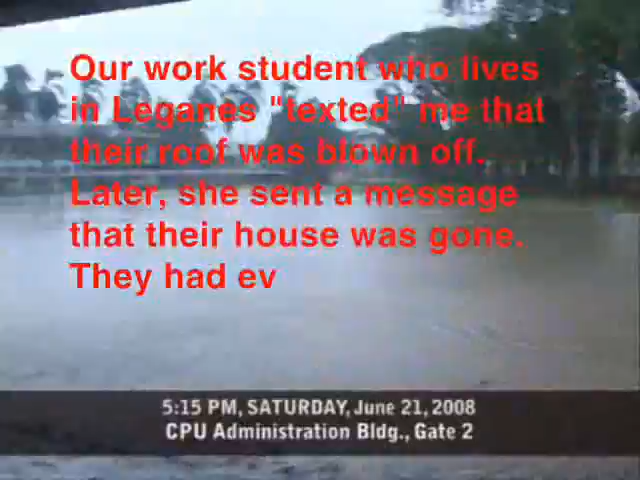 Our work student who lives
in Leganes "texted" me that
their roof was blown off.
Later, she sent a message
that their house was gone.
They had ev
5:15 PM, SATURDAY, June 21, 2008
CPU Administration Bldg., Gate 2